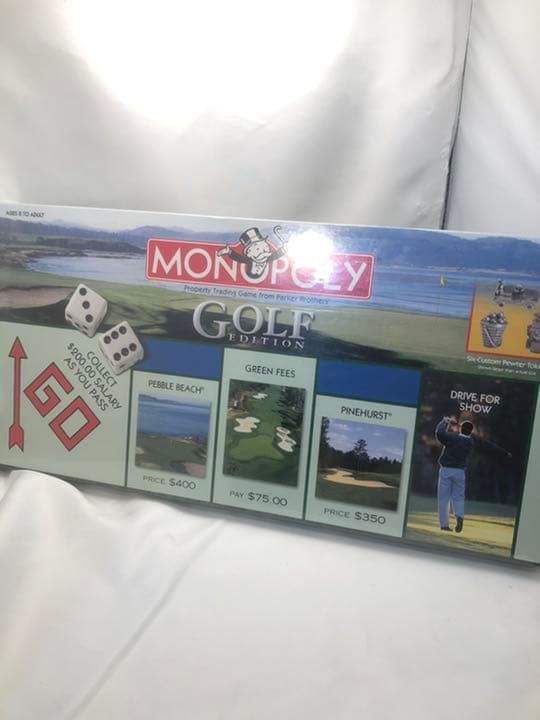 AGES 8 TO ADULT
MONOPOLY
Property Trading Game from Parker Brothers
GOLF
EDITION
Six Custom Pewter
COLLECT
$200.00 SALARY
AS YOU PASS
GO
PEBBLE BEACH
PRICE $400
GREEN FEES
PAY $75.00
PINEHURST
PRICE $350
DRIVE FOR
SHOW